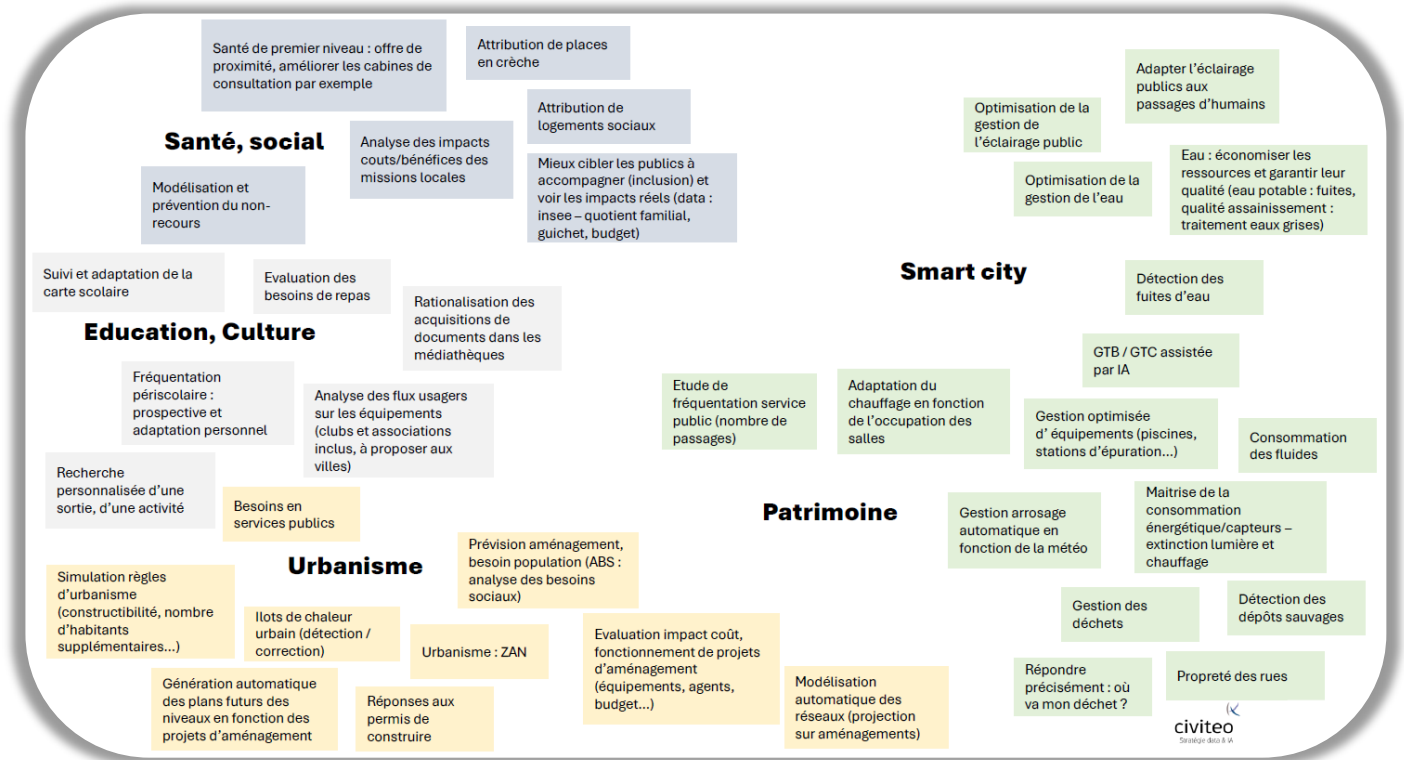 Santé de premier niveau : offre de
proximité, améliorer les cabines de
consultation par exemple
Attribution de places
en crèche
Attribution de
logements sociaux
Santé, social
Analyse des impacts
couts/bénéfices des
missions locales
Mieux cibler les publics à
accompagner (inclusion) et
voir les impacts réels (data :
insee – quotient familial,
guichet, budget)
Modélisation et
prévention du non-
recours
Adapter l'éclairage
publics aux
passages d'humains
Optimisation de la
gestion de
l'éclairage public
Eau : économiser les
ressources et garantir leur
qualité (eau potable : fuites,
qualité assainissement :
traitement eaux grises)
Optimisation de la
gestion de l'eau
Smart city
Détection des
fuites d'eau
GTB / GTC assistée
par IA
Suivi et adaptation de la
carte scolaire
Evaluation des
besoins de repas
Rationalisation des
acquisitions de
documents dans les
médiathèques
Education, Culture
Fréquentation
périscolaire :
prospective et
adaptation personnel
Analyse des flux usagers
sur les équipements
(clubs et associations
inclus, à proposer aux
villes)
Recherche
personnalisée d'une
sortie, d'une activité
Etude de
fréquentation service
public (nombre de
passages)
Adaptation du
chauffage en fonction
de l'occupation des
salles
Gestion optimisée
d' équipements (piscines,
stations d'épuration...)
Consommation
des fluides
Patrimoine
Gestion arrosage
automatique en
fonction de la météo
Maitrise de la
consommation
énergétique/capteurs –
extinction lumière et
chauffage
Gestion des
déchets
Détection des
dépôts sauvages
Répondre
précisément : où
va mon déchet ?
Propreté des rues
Besoins en
services publics
Urbanisme
Prévision aménagement,
besoin population (ABS :
analyse des besoins
sociaux)
Simulation règles
d'urbanisme
(constructibilité, nombre
d'habitants
supplémentaires...)
Ilots de chaleur
urbain (détection /
correction)
Urbanisme : ZAN
Evaluation impact coût,
fonctionnement de projets
d'aménagement
(équipements, agents,
budget...)
Génération automatique
des plans futurs des
niveaux en fonction des
projets d'aménagement
Réponses aux
permis de
construire
Modélisation
automatique des
réseaux (projection
sur aménagements)
civiteo
Stratégie data & IA